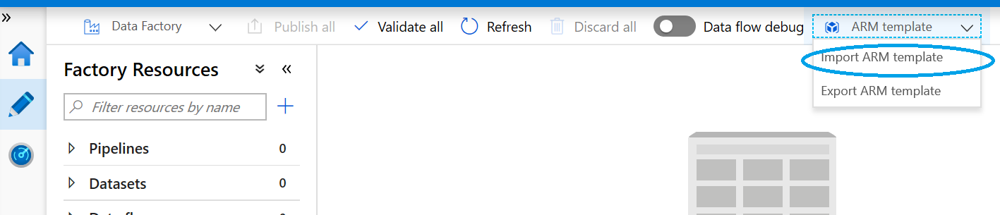 Data Factory Publish all Validate all Refresh Discard all Data flow debug ARM template
Import ARM template
Export ARM template
Factory Resources
Filter resources by name
Pipelines 0
Datasets 0